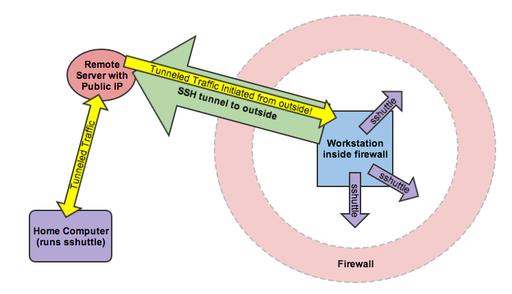 Remote
Server with
Public IP
Tunneled Traffic Initiated from outside!
SSH tunnel to outside
sshuttle
Workstation
inside firewall
sshuttle
sshuttle
Tunneled Traffic
Home Computer
(runs sshuttle)
Firewall